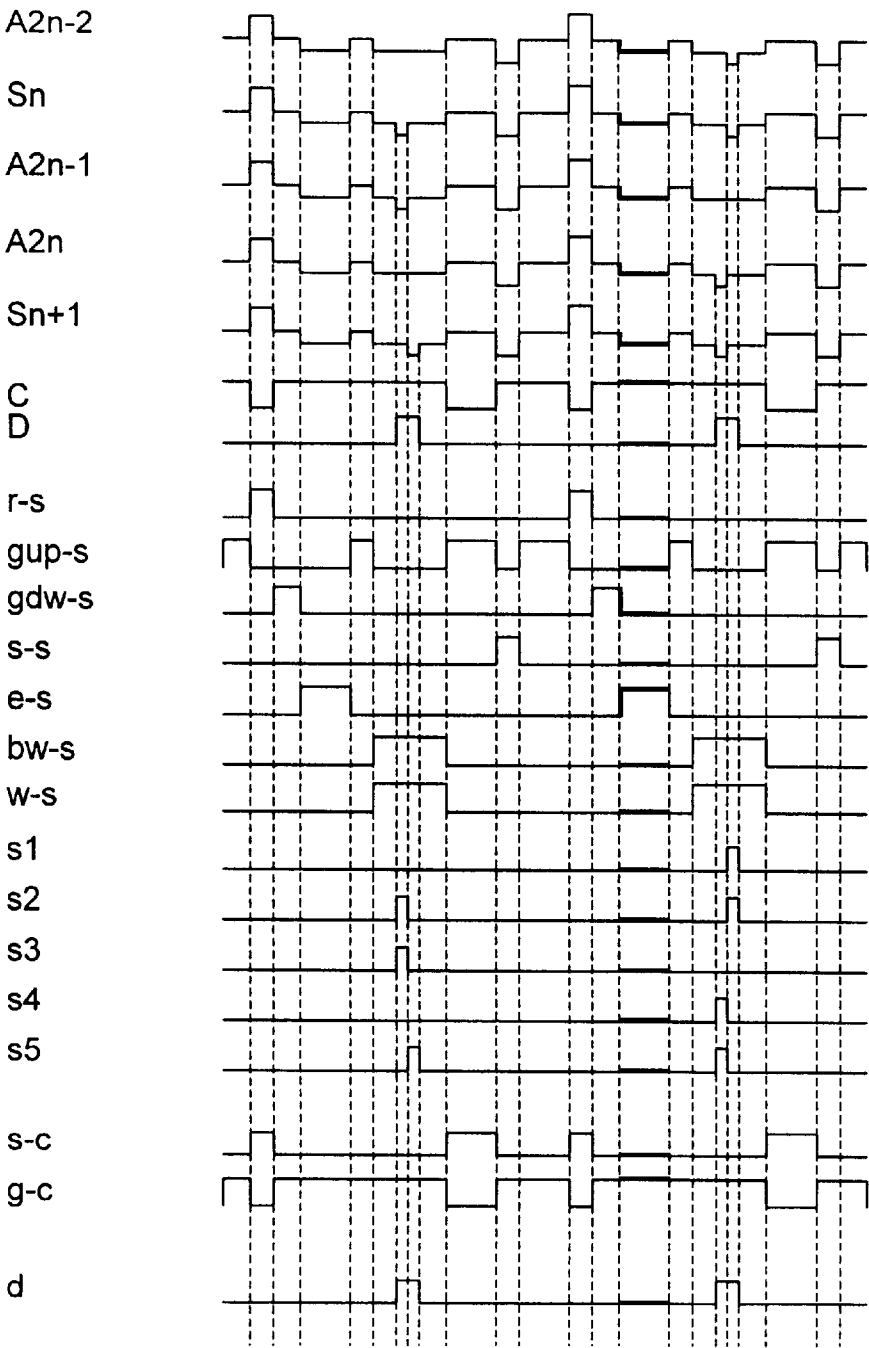 A2n-2
Sn
A2n-1
A2n
Sn+1
C
D
r-s
gup-s
gdw-s
s-s
e-s
bw-s
w-s
s1
s2
s3
s4
s5
s-c
g-c
d